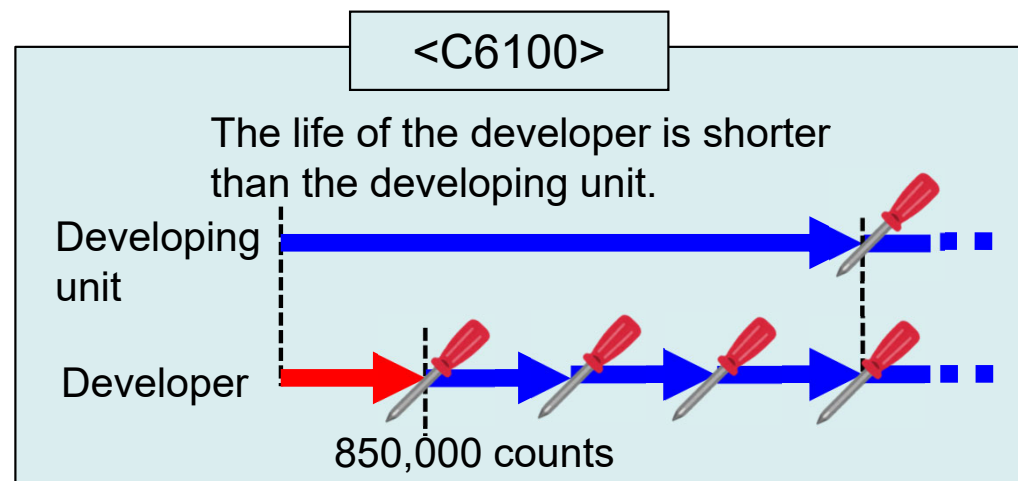 <C6100>
The life of the developer is shorter
than the developing unit.
Developing
unit
Developer
850,000 counts